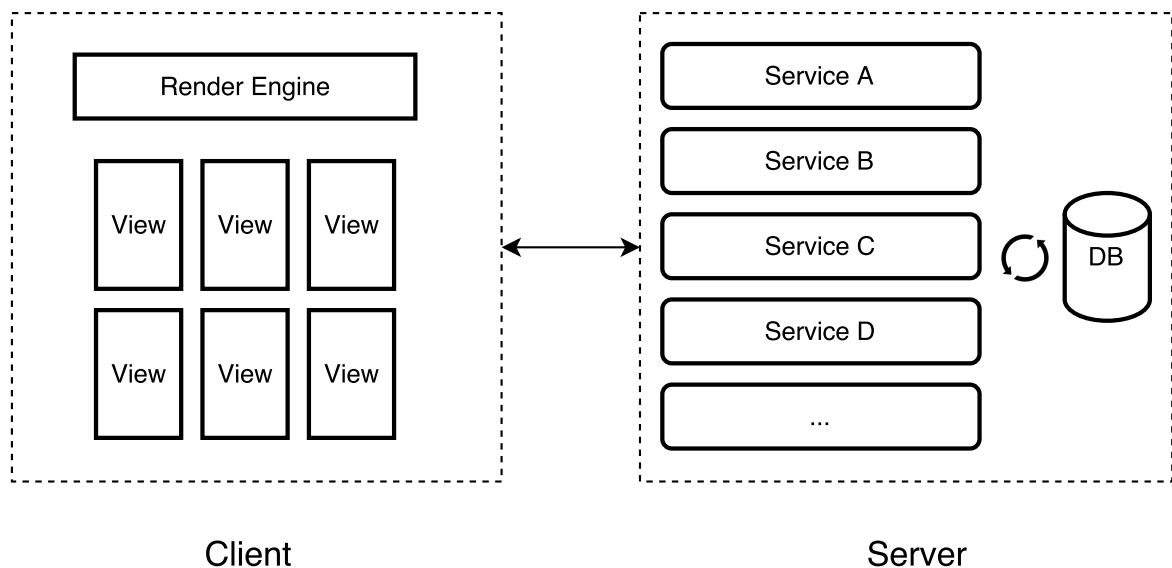 Render Engine
View
View
View
View
View
View
Client
Service A
Service B
Service C
Service D
...
DB
Server